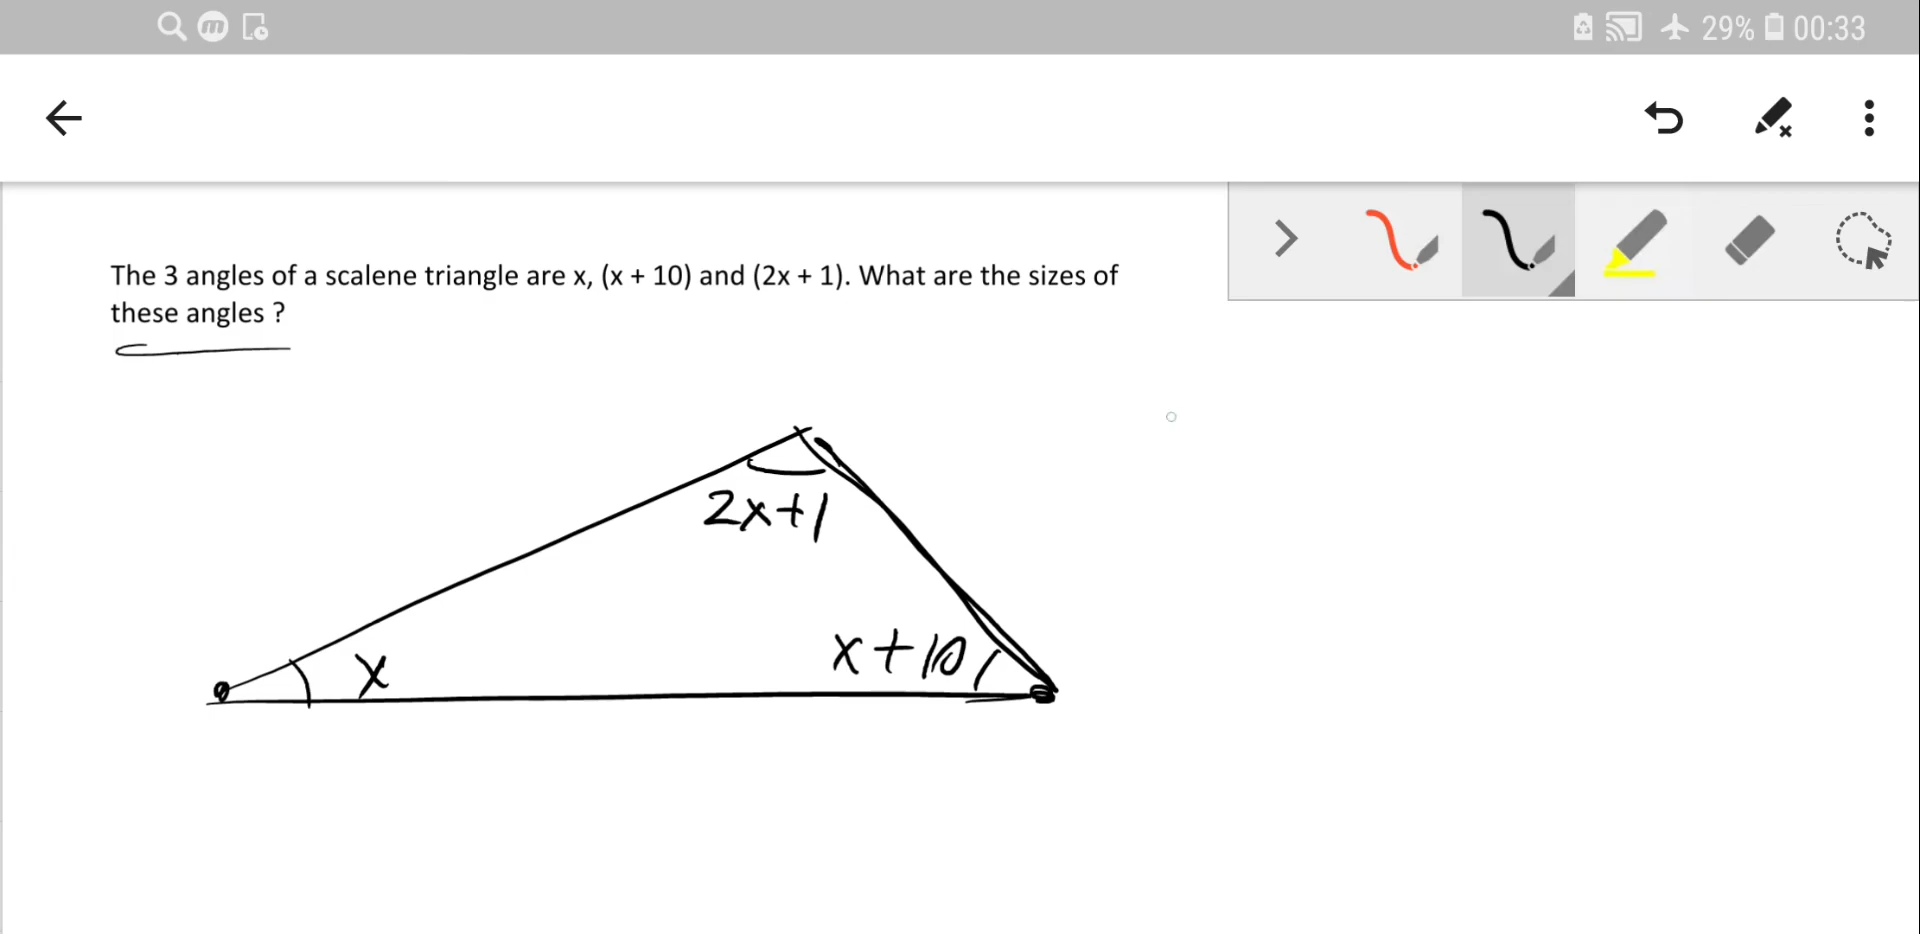 29% 00:33
The 3 angles of a scalene triangle are x, (x + 10) and (2x + 1). What are the sizes of
these angles ?
2x+1
x+10
x